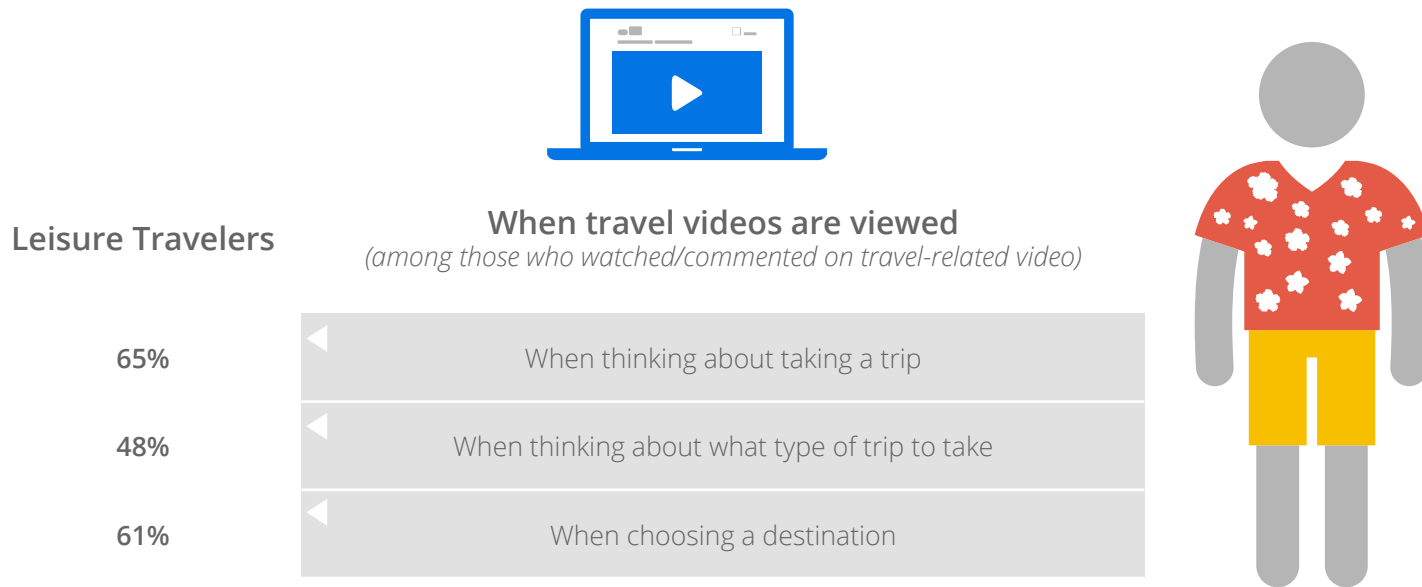 Leisure Travelers
When travel videos are viewed
(among those who watched/commented on travel-related video)
65%
When thinking about taking a trip
48%
When thinking about what type of trip to take
61%
When choosing a destination